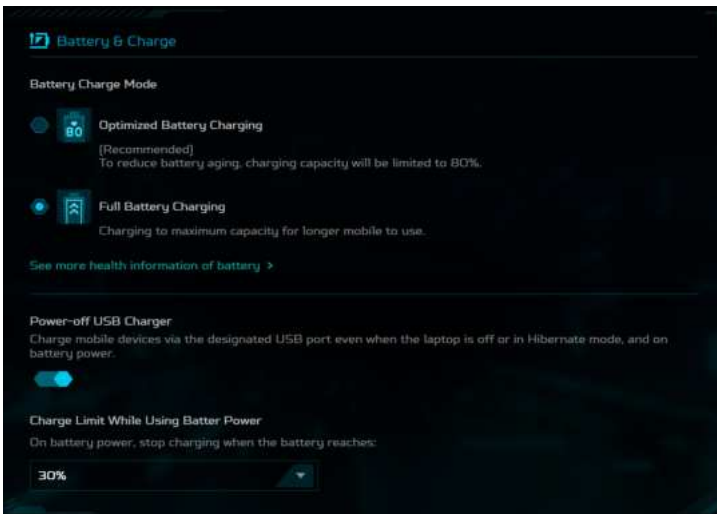 Battery & Charge
Battery Charge Mode
80
Optimized Battery Charging
(Recommended)
To reduce battery aging, charging capacity will be limited to 80%.
Full Battery Charging
Charging to maximum capacity for longer mobile to use.
See more health information of battery >
Power-off USB Charger
Charge mobile devices via the designated USB port even when the laptop is off or in Hibernate mode, and on
battery power.
Charge Limit While Using Batter Power
On battery power, stop charging when the battery reaches:
30%